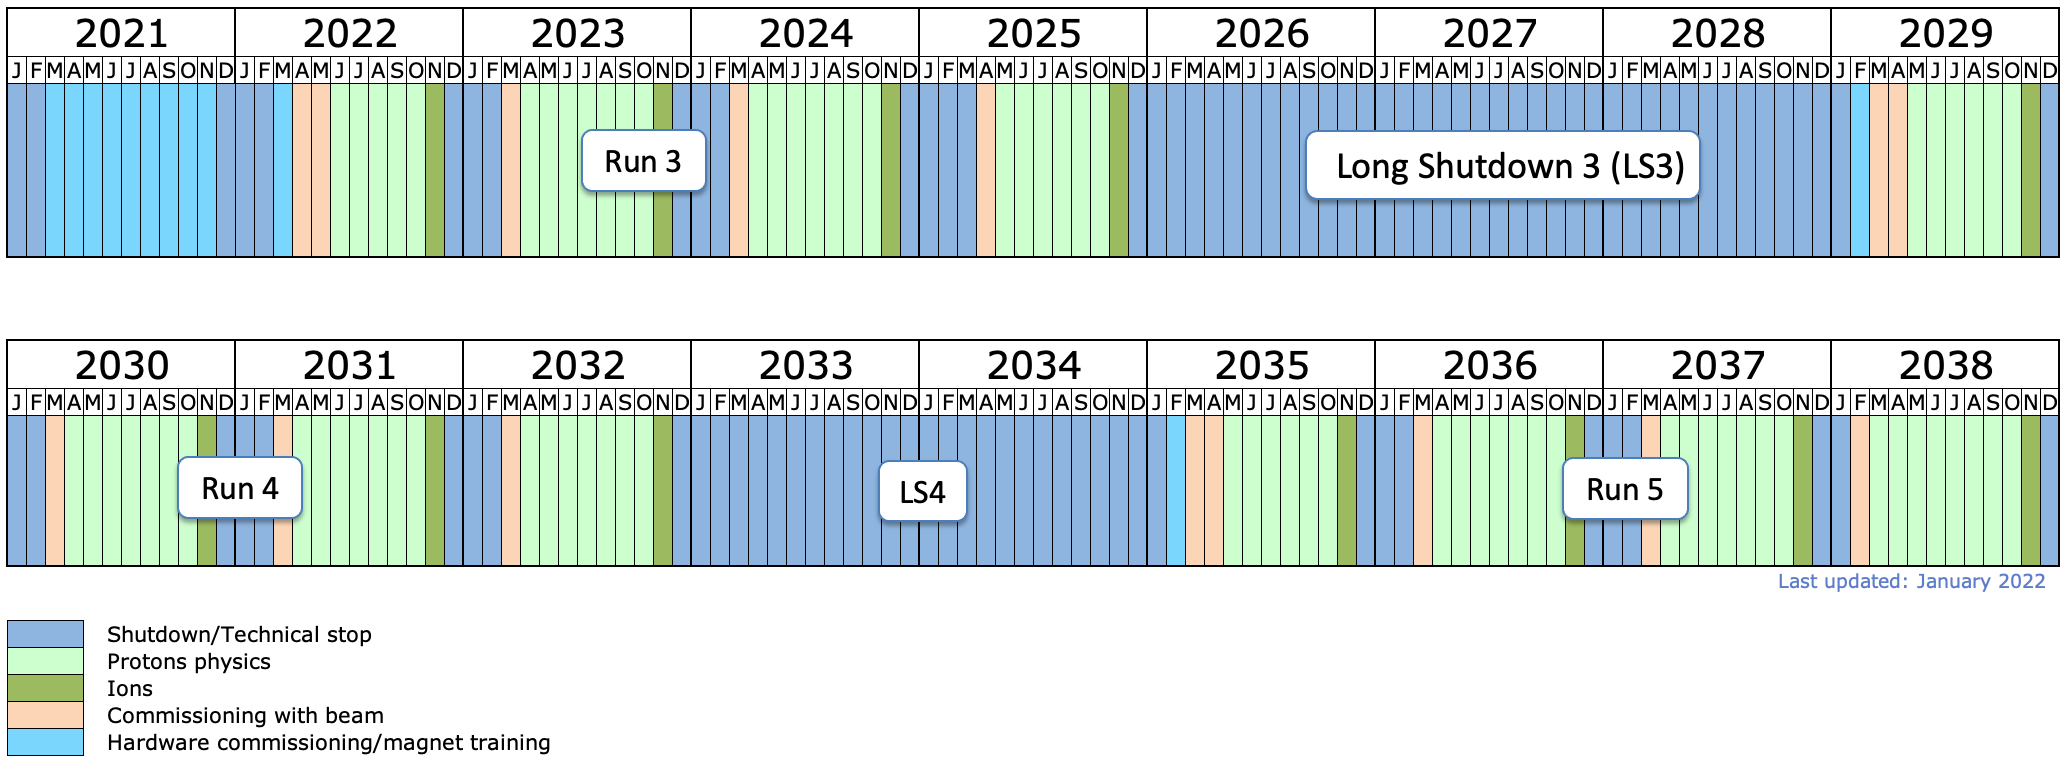 2021 2022 2023 2024 2025 2026 2027 2028 2029
J F M A M J J A S O N D J F M A M J J A S O N D J F M A M J J A S O N D J F M A M J J A S O N D J F M A M J J A S O N D J F M A M J J A S O N D J F M A M J J A S O N D J F M A M J J A S O N D J F M A M J J A S O N D
Run 3 Long Shutdown 3 (LS3)
2030 2031 2032 2033 2034 2035 2036 2037 2038
J F M A M J J A S O N D J F M A M J J A S O N D J F M A M J J A S O N D J F M A M J J A S O N D J F M A M J J A S O N D J F M A M J J A S O N D J F M A M J J A S O N D J F M A M J J A S O N D J F M A M J J A S O N D
Run 4 LS4 Run 5
Last updated: January 2022
Shutdown/Technical stop
Protons physics
Ions
Commissioning with beam
Hardware commissioning/magnet training